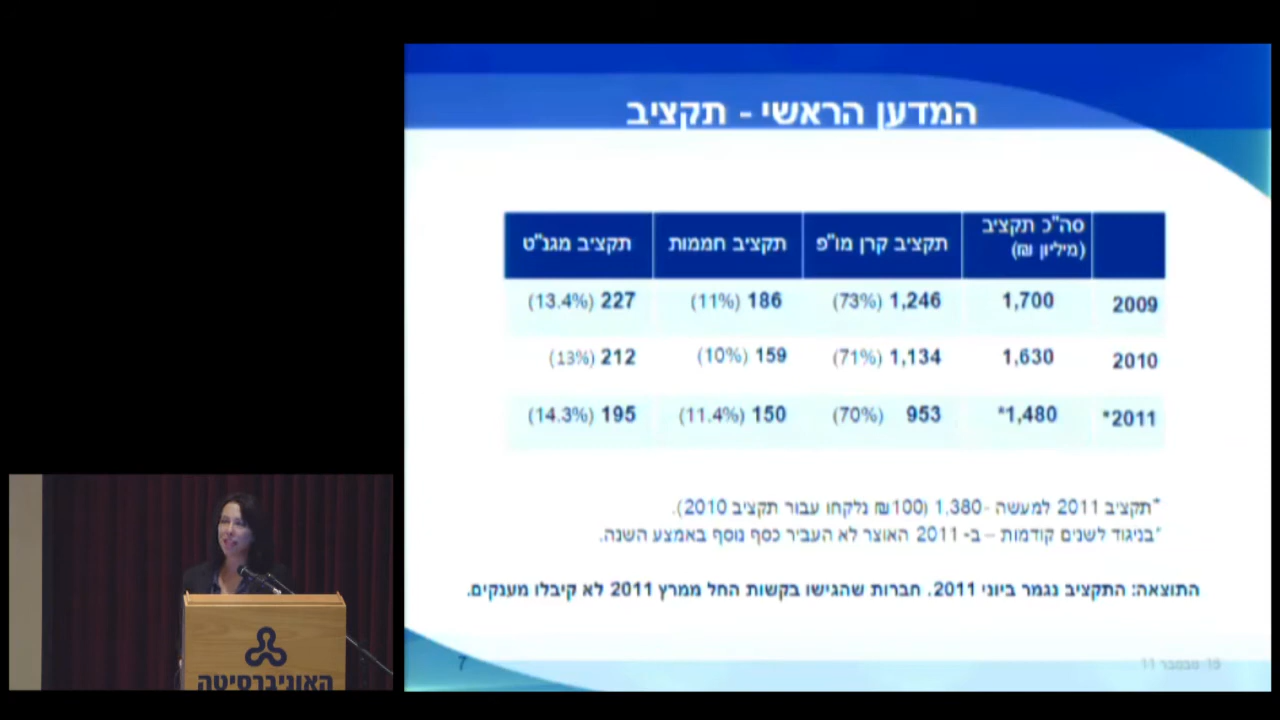 המדען הראשי - תקציב
סה"כ תקציב (מיליון ₪) תקציב קרן מו"פ תקציב חממות תקציב מגנ"ט
2009 1,700 1,246 (73%) 186 (11%) 227 (13.4%)
2010 1,630 1,134 (71%) 159 (10%) 212 (13%)
2011* 1,480* 953 (70%) 150 (11.4%) 195 (14.3%)
*תקציב 2011 למעשה -1,380 (100₪ נלקחו עבור תקציב 2010).
*בניגוד לשנים קודמות – ב- 2011 האוצר לא העביר כסף נוסף באמצע השנה.
התוצאה: התקציב נגמר ביוני 2011. חברות שהגישו בקשות החל ממרץ 2011 לא קיבלו מענקים.
7
האוניברסיטה